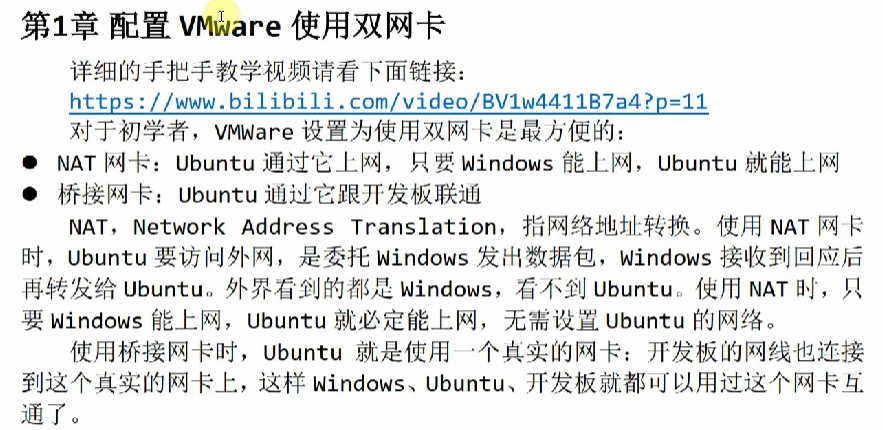 第1章 配置 VMware 使用双网卡
详细的手把手教学视频请看下面链接：
https://www.bilibili.com/video/BV1w4411B7a4?p=11
对于初学者，VMWare 设置为使用双网卡是最方便的：
● NAT 网卡：Ubuntu 通过它上网，只要 Windows 能上网，Ubuntu 就能上网
● 桥接网卡：Ubuntu 通过它跟开发板联通
NAT，Network Address Translation，指网络地址转换。使用 NAT 网卡
时，Ubuntu 要访问外网，是委托 Windows 发出数据包，Windows 接收到回应后
再转发给 Ubuntu。外界看到的都是 Windows，看不到 Ubuntu。使用 NAT 时，只
要 Windows 能上网，Ubuntu 就必定能上网，无需设置 Ubuntu 的网络。
使用桥接网卡时，Ubuntu 就是使用一个真实的网卡；开发板的网线也连接
到这个真实的网卡上，这样 Windows、Ubuntu、开发板就都可以用过这个网卡互
通了。